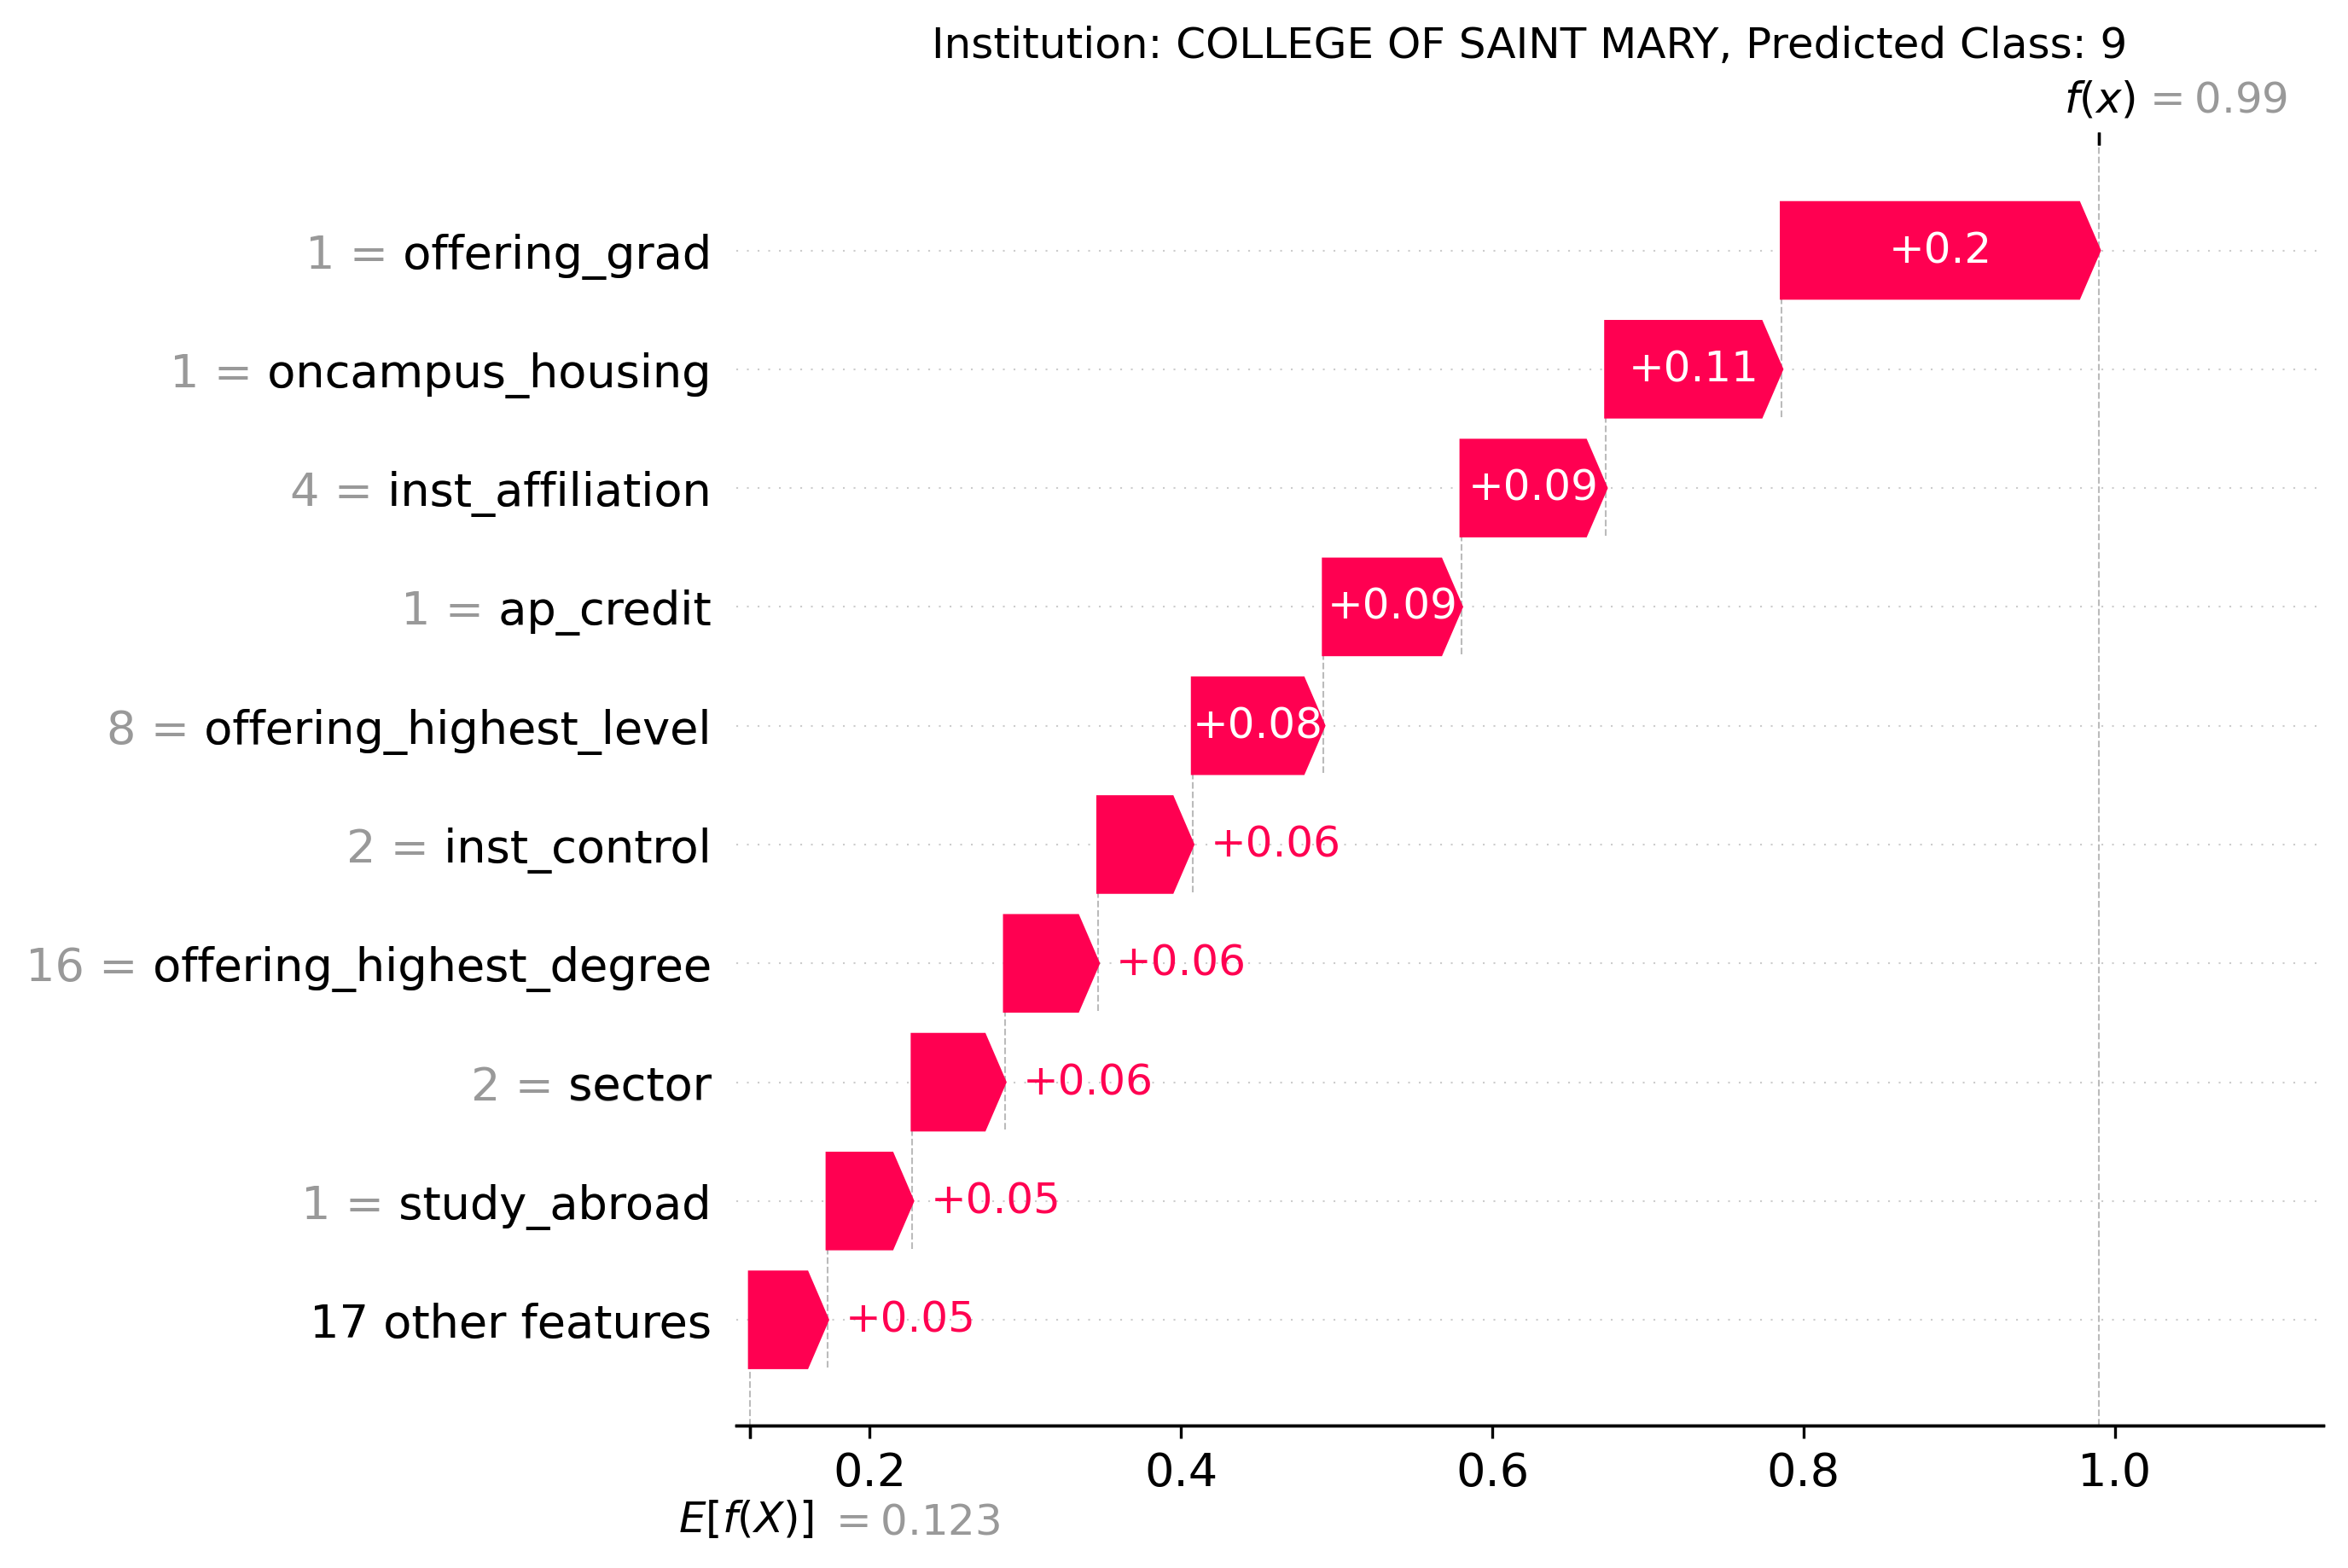 Institution: COLLEGE OF SAINT MARY, Predicted Class: 9
f(x) = 0.99
1 = offering_grad +0.2
1 = oncampus_housing +0.11
4 = inst_affiliation +0.09
1 = ap_credit +0.09
8 = offering_highest_level +0.08
2 = inst_control +0.06
16 = offering_highest_degree +0.06
2 = sector +0.06
1 = study_abroad +0.05
17 other features +0.05
0.2 0.4 0.6 0.8 1.0
E[f(X)] = 0.123